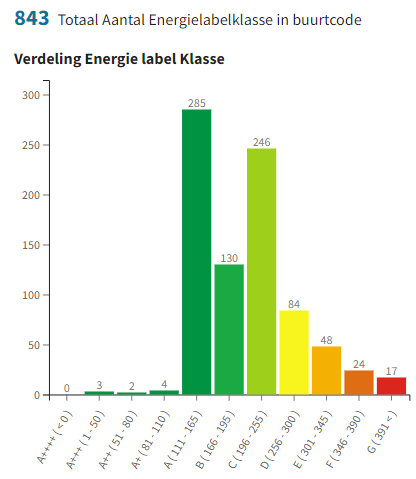 843 Totaal Aantal Energielabelklasse in buurtcode
Verdeling Energie label Klasse
300
250
200
150
100
50
0
0
3
2
4
285
130
246
84
48
24
17
A++++ ( < 0 )
A+++ ( 1 - 50 )
A++ ( 51 - 80 )
A+ ( 81 - 110 )
A ( 111 - 165 )
B ( 166 - 195 )
C ( 196 - 255 )
D ( 256 - 300 )
E ( 301 - 345 )
F ( 346 - 390 )
G ( 391 < )